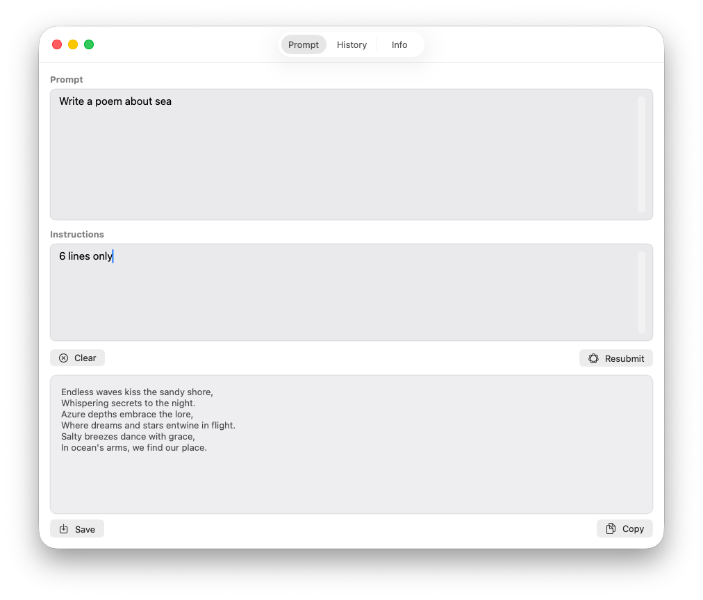 Prompt History Info
Prompt
Write a poem about sea
Instructions
6 lines only
Clear Resubmit
Endless waves kiss the sandy shore,
Whispering secrets to the night.
Azure depths embrace the lore,
Where dreams and stars entwine in flight.
Salty breezes dance with grace,
In ocean's arms, we find our place.
Save Copy